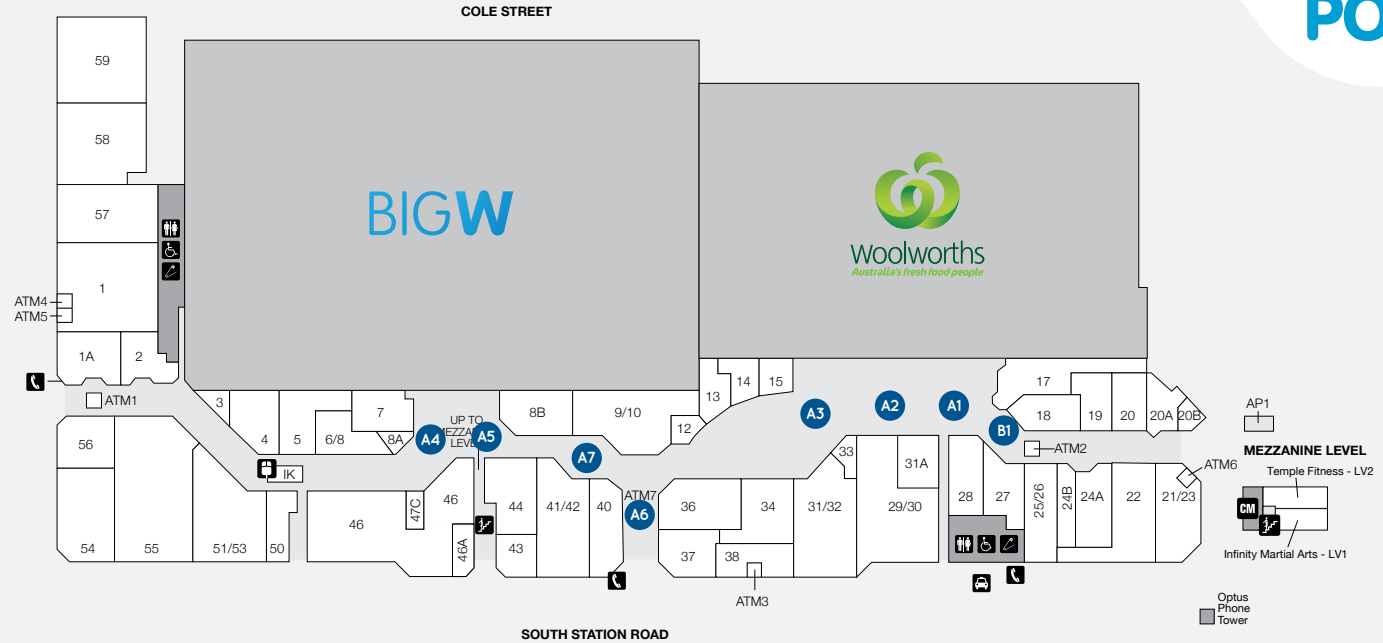 COLE STREET
PO
59
58
57
1
ATM4
ATM5
1A
2
ATM1
BIGW
Woolworths
Australia's fresh food people
3
4
5
6/8
7
8A
UP TO
MEZZAN
LEVE
A4
A5
8B
9/10
A7
12
13
14
15
A3
A2
A1
B1
17
18
19
20
20A
20B
ATM2
ATM6
AP1
56
54
55
51/53
50
IK
46
47C
46
46A
44
43
41/42
40
ATM7
A6
36
37
34
38
ATM3
31/32
33
31A
29/30
28
27
25/26
24B
24A
22
21/23
MEZZANINE LEVEL
Temple Fitness - LV2
CM
Infinity Martial Arts - LV1
Optus
Phone
Tower
SOUTH STATION ROAD